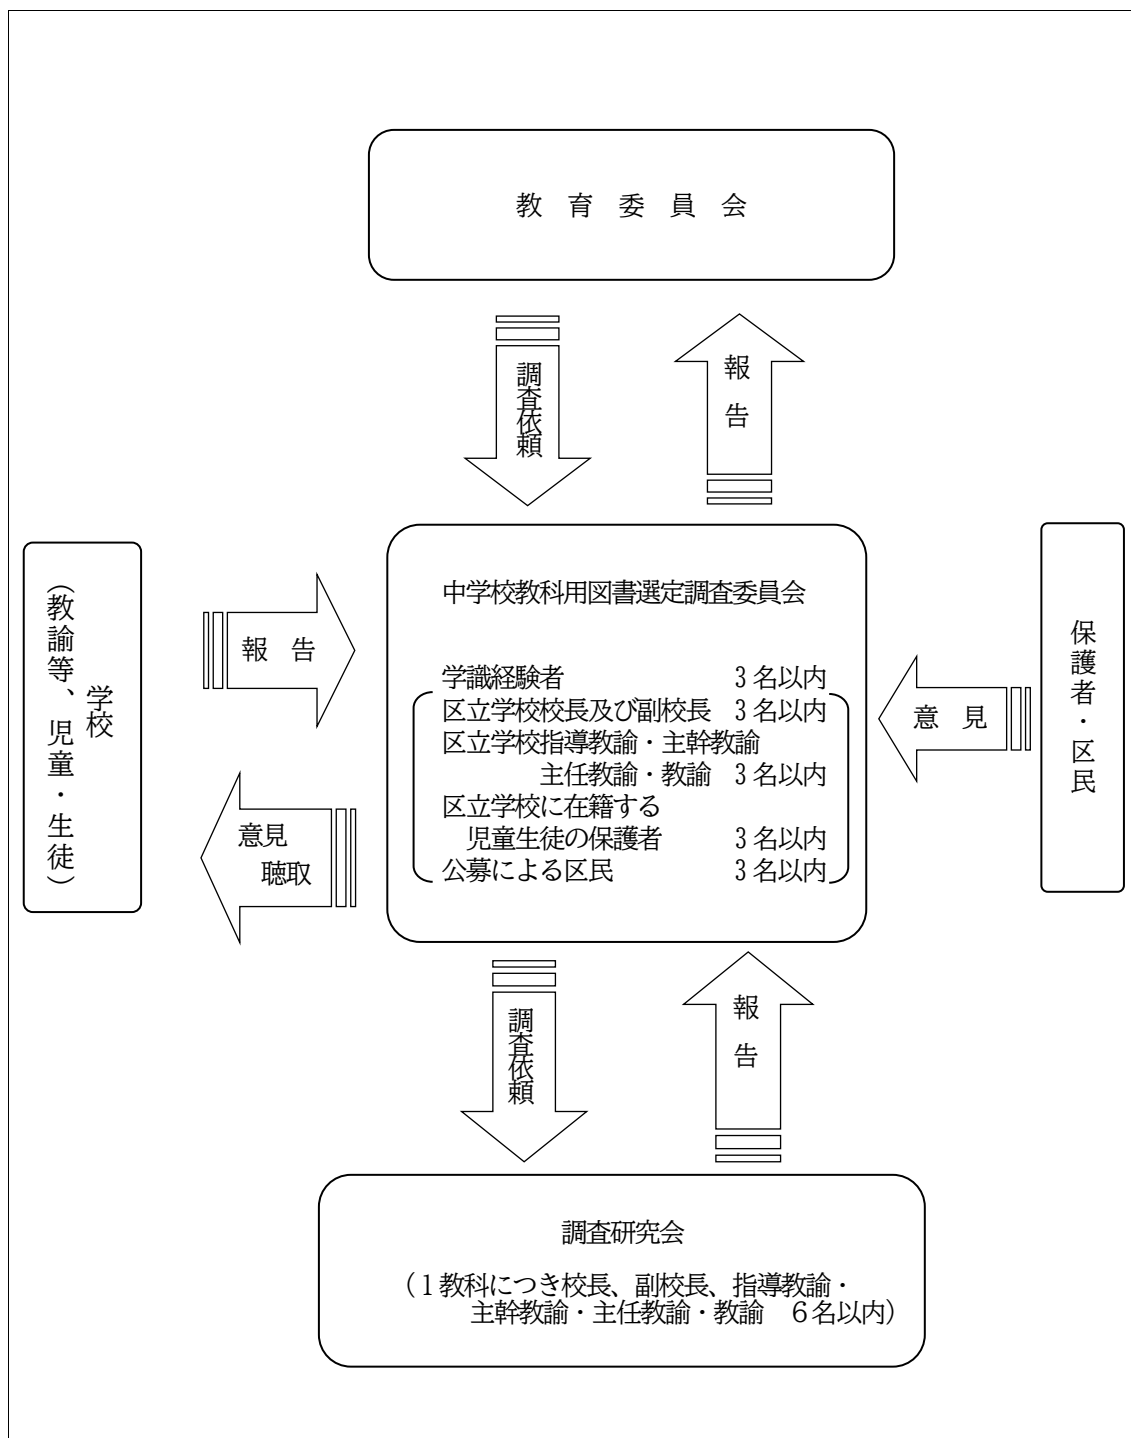 教　育　委　員　会
調査依頼
報告
中学校教科用図書選定調査委員会
学識経験者　3名以内
区立学校校長及び副校長　3名以内
区立学校指導教諭・主幹教諭
主任教諭・教諭　3名以内
区立学校に在籍する
児童生徒の保護者　3名以内
公募による区民　3名以内
学校
（教諭等、児童・生徒）
報　告
意見
聴取
保護者・区民
意　見
調査依頼
報告
調査研究会
（1教科につき校長、副校長、指導教諭・
主幹教諭・主任教諭・教諭　6名以内）